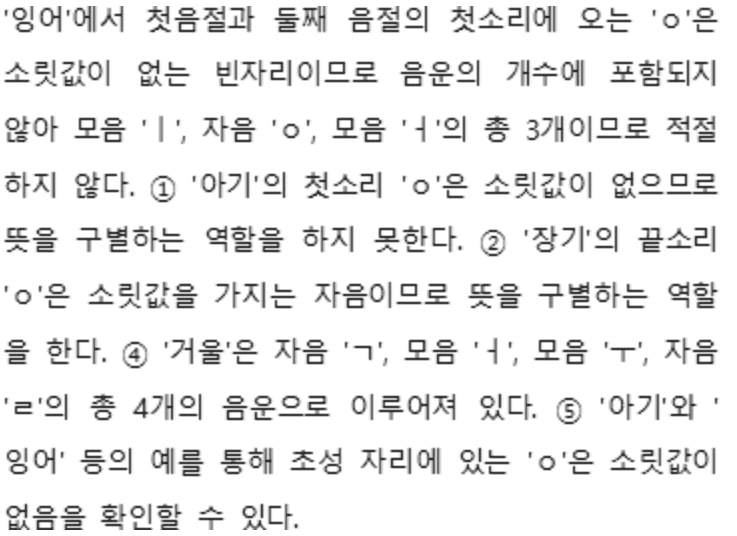 '잉어'에서 첫음절과 둘째 음절의 첫소리에 오는 'ㅇ'은
소릿값이 없는 빈자리이므로 음운의 개수에 포함되지
않아 모음 'ㅣ', 자음 'ㅇ', 모음 'ㅓ'의 총 3개이므로 적절
하지 않다. ① '아기'의 첫소리 'ㅇ'은 소릿값이 없으므로
뜻을 구별하는 역할을 하지 못한다. ② '장기'의 끝소리
'ㅇ'은 소릿값을 가지는 자음이므로 뜻을 구별하는 역할
을 한다. ④ '거울'은 자음 'ㄱ', 모음 'ㅓ', 모음 'ㅜ', 자음
'ㄹ'의 총 4개의 음운으로 이루어져 있다. ⑤ '아기'와 '
잉어' 등의 예를 통해 초성 자리에 있는 'ㅇ'은 소릿값이
없음을 확인할 수 있다.